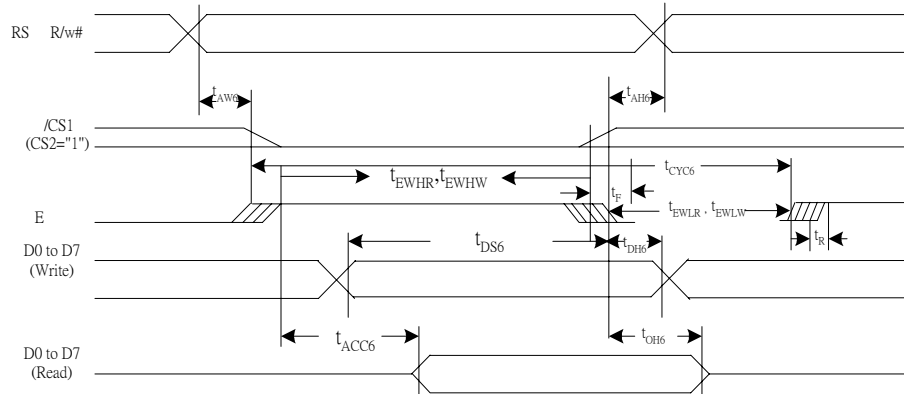 RS R/w#
tAW6
tAH6
/CS1
(CS2="1")
tCYC6
tEWHR,tEWHW
tF
E
tEWLR , tEWLW
tR
D0 to D7
(Write)
tDS6
tDH6
tACC6
tOH6
D0 to D7
(Read)